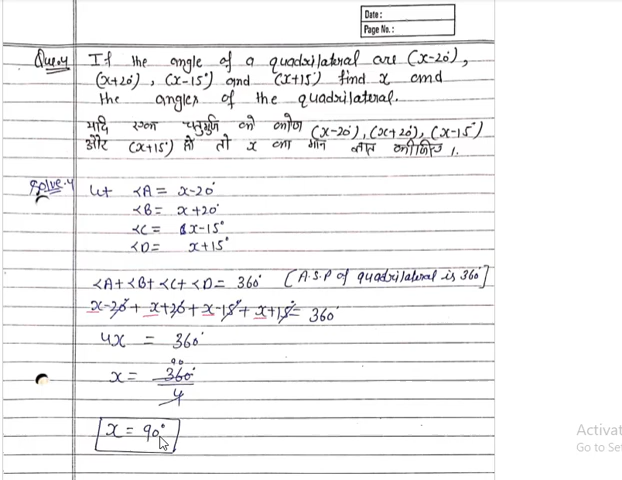 Date :
Page No. :
Que.4 If the angle of a quadrilateral are (x-20°),
(x+20°), (x-15°) and (x+15°) find x and
the angles of the quadrilateral.
यदि एक चतुर्भुज के कोण (x-20°), (x+20°), (x-15°)
और (x+15°) हो तो x का मान ज्ञात कीजिए।
Solve.4 Let ∠A = x-20°
∠B = x+20°
∠C = x-15°
∠D = x+15°
∠A+∠B+∠C+∠D = 360° [A.S.P of quadrilateral is 360°]
x-20°+x+20+x-15°+x+15°=360°
4x = 360°
90
x = 360°
4
x = 90°
Activat
Go to Set